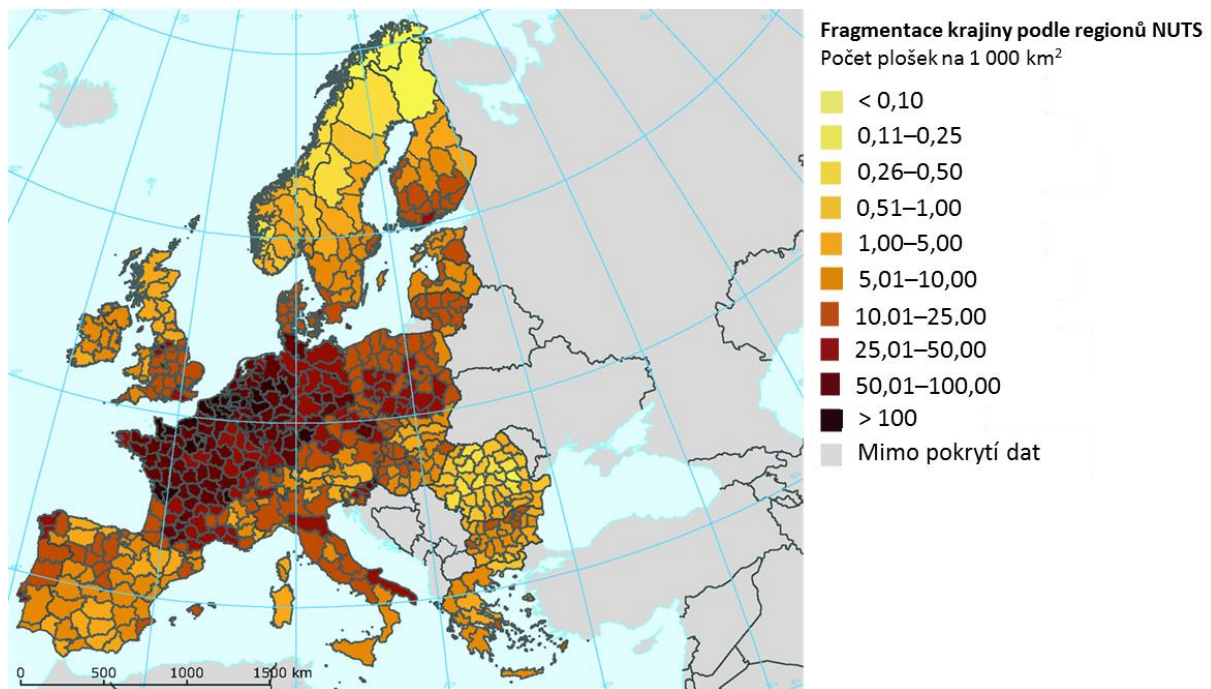 Fragmentace krajiny podle regionů NUTS
Počet plošek na 1 000 km²
< 0,10
0,11–0,25
0,26–0,50
0,51–1,00
1,00–5,00
5,01–10,00
10,01–25,00
25,01–50,00
50,01–100,00
> 100
Mimo pokrytí dat
0 500 1000 1500 km